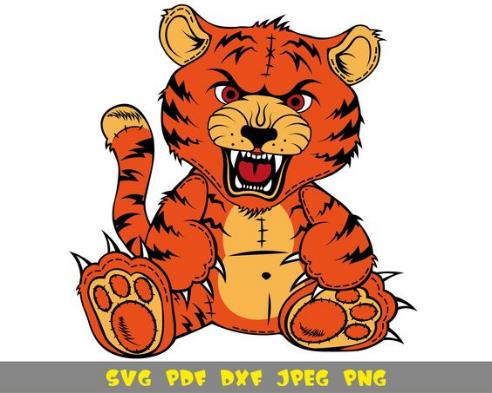 SVG PDF DXF JPEG PNG